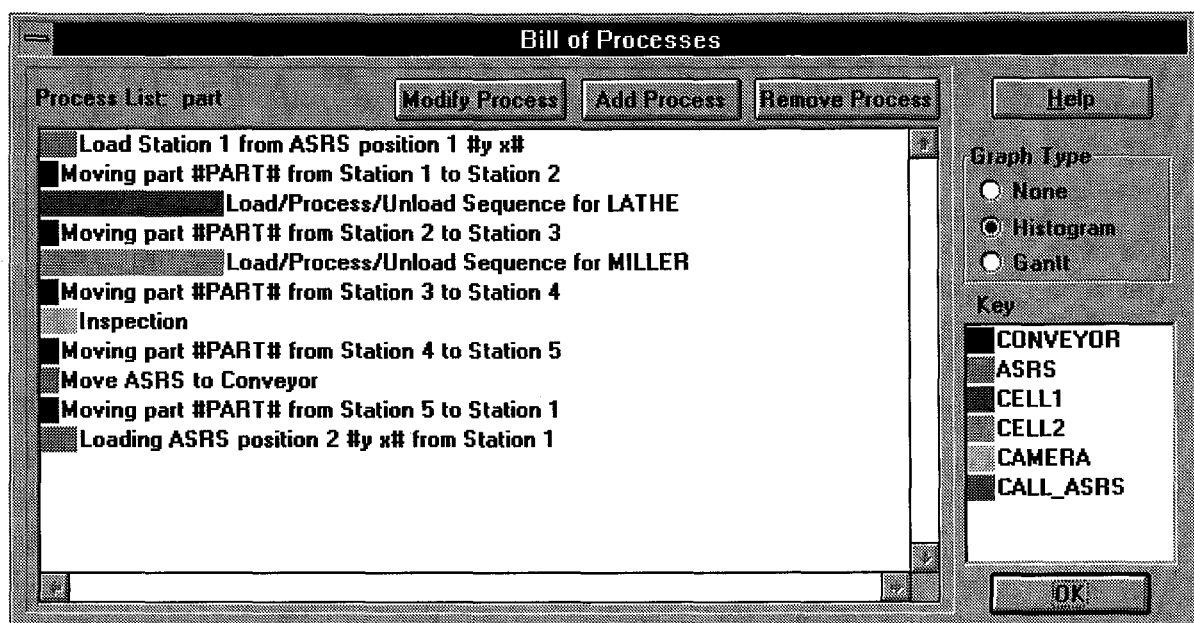 Bill of Processes
Process List: part
Modify Process
Add Process
Remove Process
Load Station 1 from ASRS position 1 #y x#
Moving part #PART# from Station 1 to Station 2
Load/Process/Unload Sequence for LATHE
Moving part #PART# from Station 2 to Station 3
Load/Process/Unload Sequence for MILLER
Moving part #PART# from Station 3 to Station 4
Inspection
Moving part #PART# from Station 4 to Station 5
Move ASRS to Conveyor
Moving part #PART# from Station 5 to Station 1
Loading ASRS position 2 #y x# from Station 1
Help
Graph Type
None
Histogram
Gantt
Key
CONVEYOR
ASRS
CELL1
CELL2
CAMERA
CALL_ASRS
OK